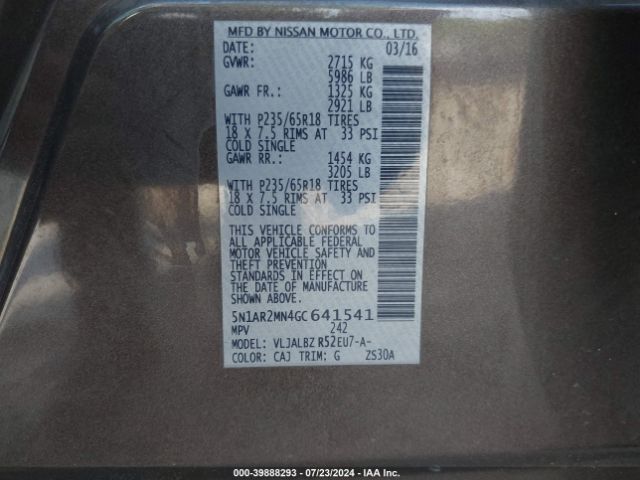 MFD BY NISSAN MOTOR CO., LTD.
DATE: 03/16
GVWR: 2715 KG
5986 LB
GAWR FR.: 1325 KG
2921 LB
WITH P235/65R18 TIRES
18 X 7.5 RIMS AT 33 PSI
COLD SINGLE
GAWR RR.: 1454 KG
3205 LB
WITH P235/65R18 TIRES
18 X 7.5 RIMS AT 33 PSI
COLD SINGLE
THIS VEHICLE CONFORMS TO
ALL APPLICABLE FEDERAL
MOTOR VEHICLE SAFETY AND
THEFT PREVENTION
STANDARDS IN EFFECT ON
THE DATE OF MANUFACTURE
SHOWN ABOVE.
5N1AR2MN4GC641541
MPV 242
MODEL: VLJALBZ R52EU7-A-
COLOR: CAJ TRIM: G ZS30A
000-39888293 - 07/23/2024 - IAA Inc.